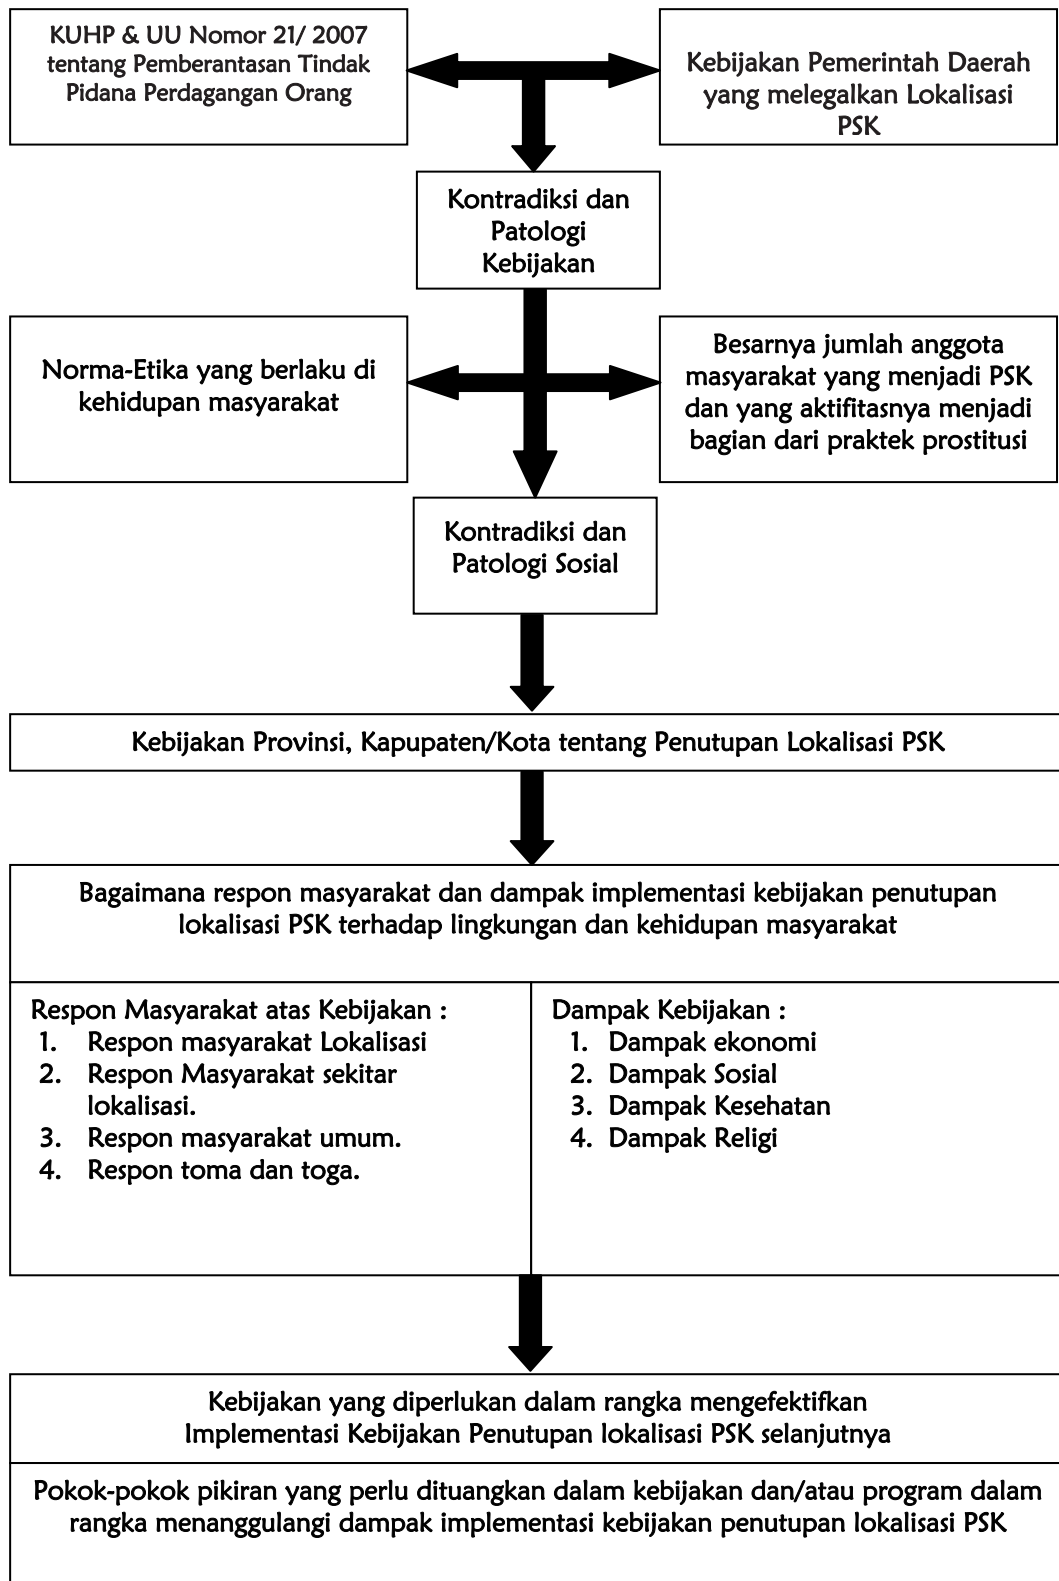 KUHP & UU Nomor 21/ 2007
tentang Pemberantasan Tindak
Pidana Perdagangan Orang
Kebijakan Pemerintah Daerah
yang melegalkan Lokalisasi
PSK
Kontradiksi dan
Patologi
Kebijakan
Norma-Etika yang berlaku di
kehidupan masyarakat
Besarnya jumlah anggota
masyarakat yang menjadi PSK
dan yang aktifitasnya menjadi
bagian dari praktek prostitusi
Kontradiksi dan
Patologi Sosial
Kebijakan Provinsi, Kapupaten/Kota tentang Penutupan Lokalisasi PSK
Bagaimana respon masyarakat dan dampak implementasi kebijakan penutupan
lokalisasi PSK terhadap lingkungan dan kehidupan masyarakat
Respon Masyarakat atas Kebijakan :
1. Respon masyarakat Lokalisasi
2. Respon Masyarakat sekitar
lokalisasi.
3. Respon masyarakat umum.
4. Respon toma dan toga.
Dampak Kebijakan :
1. Dampak ekonomi
2. Dampak Sosial
3. Dampak Kesehatan
4. Dampak Religi
Kebijakan yang diperlukan dalam rangka mengefektifkan
Implementasi Kebijakan Penutupan lokalisasi PSK selanjutnya
Pokok-pokok pikiran yang perlu dituangkan dalam kebijakan dan/atau program dalam
rangka menanggulangi dampak implementasi kebijakan penutupan lokalisasi PSK